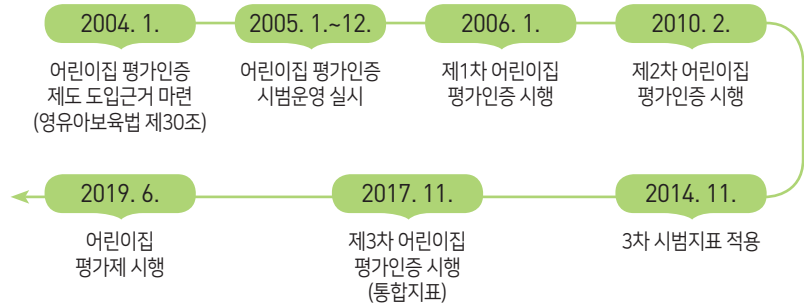 2004. 1.
어린이집 평가인증
제도 도입근거 마련
(영유아보육법 제30조)
2005. 1.~12.
어린이집 평가인증
시범운영 실시
2006. 1.
제1차 어린이집
평가인증 시행
2010. 2.
제2차 어린이집
평가인증 시행
2014. 11.
3차 시범지표 적용
2017. 11.
제3차 어린이집
평가인증 시행
(통합지표)
2019. 6.
어린이집
평가제 시행